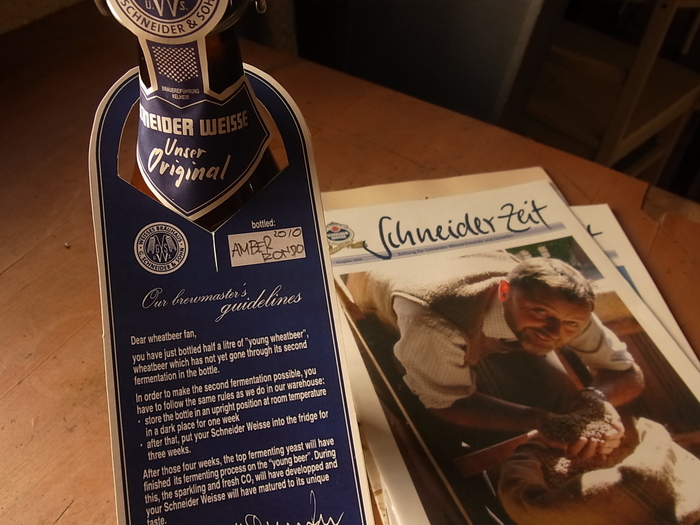 G. SCHNEIDER & SOHN
BRAUEREIFÜHRUNG
KELHEIM
NEIDER WEISSE
Unser
Original
bottled:
2010
AMBER
RONDO
Our brewmaster's
guidelines
Dear wheatbeer fan,
you have just bottled half a litre of "young wheatbeer",
wheatbeer which has not yet gone through its second
fermentation in the bottle.
In order to make the second fermentation possible, you
have to follow the same rules as we do in our warehouse:
· store the bottle in an upright position at room temperature
in a dark place for one week
· after that, put your Schneider Weisse into the fridge for
three weeks.
After those four weeks, the top fermenting yeast will have
finished its fermenting process on the "young beer". During
this, the sparkling and fresh CO₂ will have developped and
your Schneider Weisse will have matured to its unique
taste.
Schneider Zeit